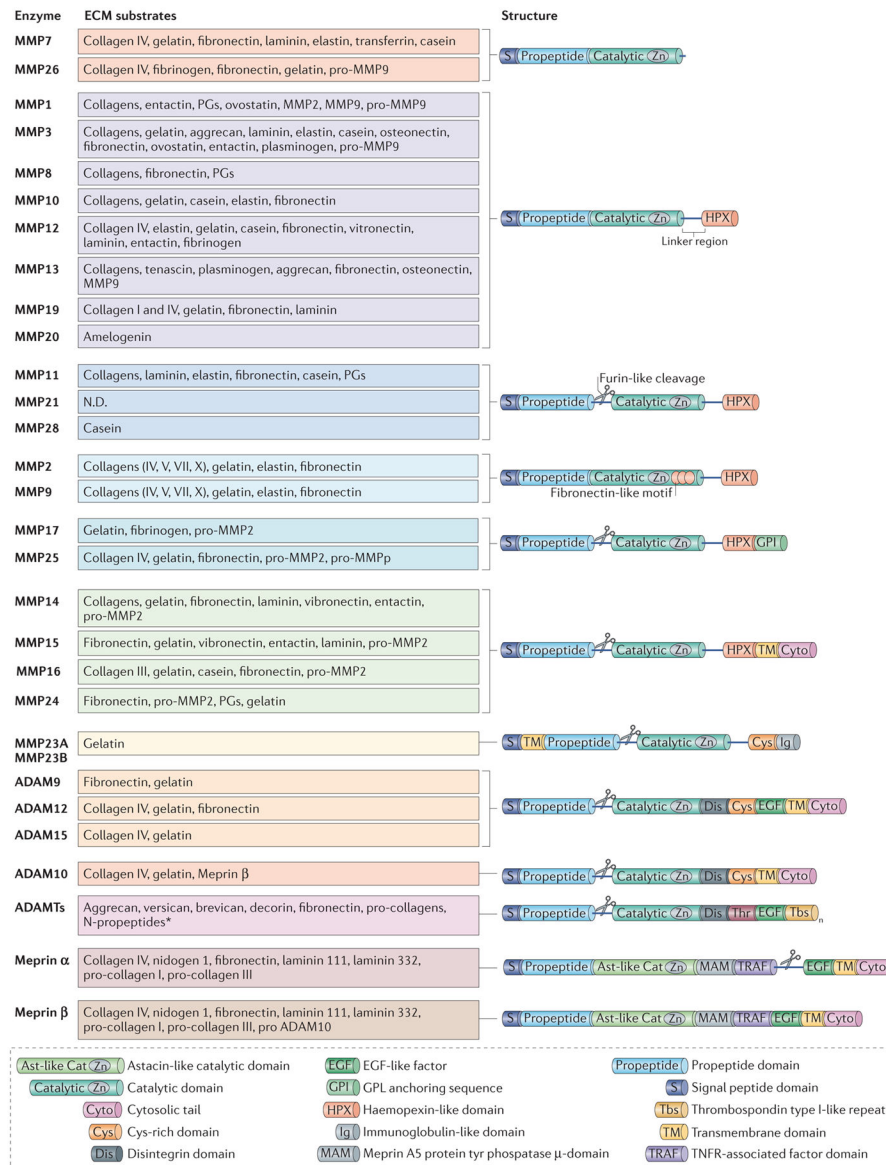 Enzyme ECM substrates Structure
MMP7 Collagen IV, gelatin, fibronectin, laminin, elastin, transferrin, casein
S Propeptide Catalytic Zn
MMP26 Collagen IV, fibrinogen, fibronectin, gelatin, pro-MMP9
MMP1 Collagens, entactin, PGs, ovostatin, MMP2, MMP9, pro-MMP9
MMP3 Collagens, gelatin, aggrecan, laminin, elastin, casein, osteonectin,
fibronectin, ovostatin, entactin, plasminogen, pro-MMP9
MMP8 Collagens, fibronectin, PGs
MMP10 Collagens, gelatin, casein, elastin, fibronectin
S Propeptide Catalytic Zn HPX
Linker region
MMP12 Collagen IV, elastin, gelatin, casein, fibronectin, vitronectin,
laminin, entactin, fibrinogen
MMP13 Collagens, tenascin, plasminogen, aggrecan, fibronectin, osteonectin,
MMP9
MMP19 Collagen I and IV, gelatin, fibronectin, laminin
MMP20 Amelogenin
MMP11 Collagens, laminin, elastin, fibronectin, casein, PGs
Furin-like cleavage
MMP21 N.D.
S Propeptide Catalytic Zn HPX
MMP28 Casein
MMP2 Collagens (IV, V, VII, X), gelatin, elastin, fibronectin
S Propeptide Catalytic Zn HPX
MMP9 Collagens (IV, V, VII, X), gelatin, elastin, fibronectin
Fibronectin-like motif
MMP17 Gelatin, fibrinogen, pro-MMP2
S Propeptide Catalytic Zn HPX GPI
MMP25 Collagen IV, gelatin, fibronectin, pro-MMP2, pro-MMPp
MMP14 Collagens, gelatin, fibronectin, laminin, vibronectin, entactin,
pro-MMP2
MMP15 Fibronectin, gelatin, vibronectin, entactin, laminin, pro-MMP2
S Propeptide Catalytic Zn HPX TM Cyto
MMP16 Collagen III, gelatin, casein, fibronectin, pro-MMP2
MMP24 Fibronectin, pro-MMP2, PGs, gelatin
MMP23A Gelatin
MMP23B
S TM Propeptide Catalytic Zn Cys Ig
ADAM9 Fibronectin, gelatin
ADAM12 Collagen IV, gelatin, fibronectin
S Propeptide Catalytic Zn Dis Cys EGF TM Cyto
ADAM15 Collagen IV, gelatin
ADAM10 Collagen IV, gelatin, Meprin β
S Propeptide Catalytic Zn Dis Cys TM Cyto
ADAMTs Aggrecan, versican, brevican, decorin, fibronectin, pro-collagens,
N-propeptides*
S Propeptide Catalytic Zn Dis Thr EGF Tbs n
Meprin α Collagen IV, nidogen 1, fibronectin, laminin 111, laminin 332,
pro-collagen I, pro-collagen III
S Propeptide Ast-like Cat Zn MAM TRAF EGF TM Cyto
Meprin β Collagen IV, nidogen 1, fibronectin, laminin 111, laminin 332,
pro-collagen I, pro-collagen III, pro ADAM10
S Propeptide Ast-like Cat Zn MAM TRAF EGF TM Cyto
Ast-like Cat Zn Astacin-like catalytic domain
Catalytic Zn Catalytic domain
Cyto Cytosolic tail
Cys Cys-rich domain
Dis Disintegrin domain
EGF EGF-like factor
GPI GPL anchoring sequence
HPX Haemopexin-like domain
Ig Immunoglobulin-like domain
MAM Meprin A5 protein tyr phospatase μ-domain
Propeptide Propeptide domain
S Signal peptide domain
Tbs Thrombospondin type I-like repeat
TM Transmembrane domain
TRAF TNFR-associated factor domain